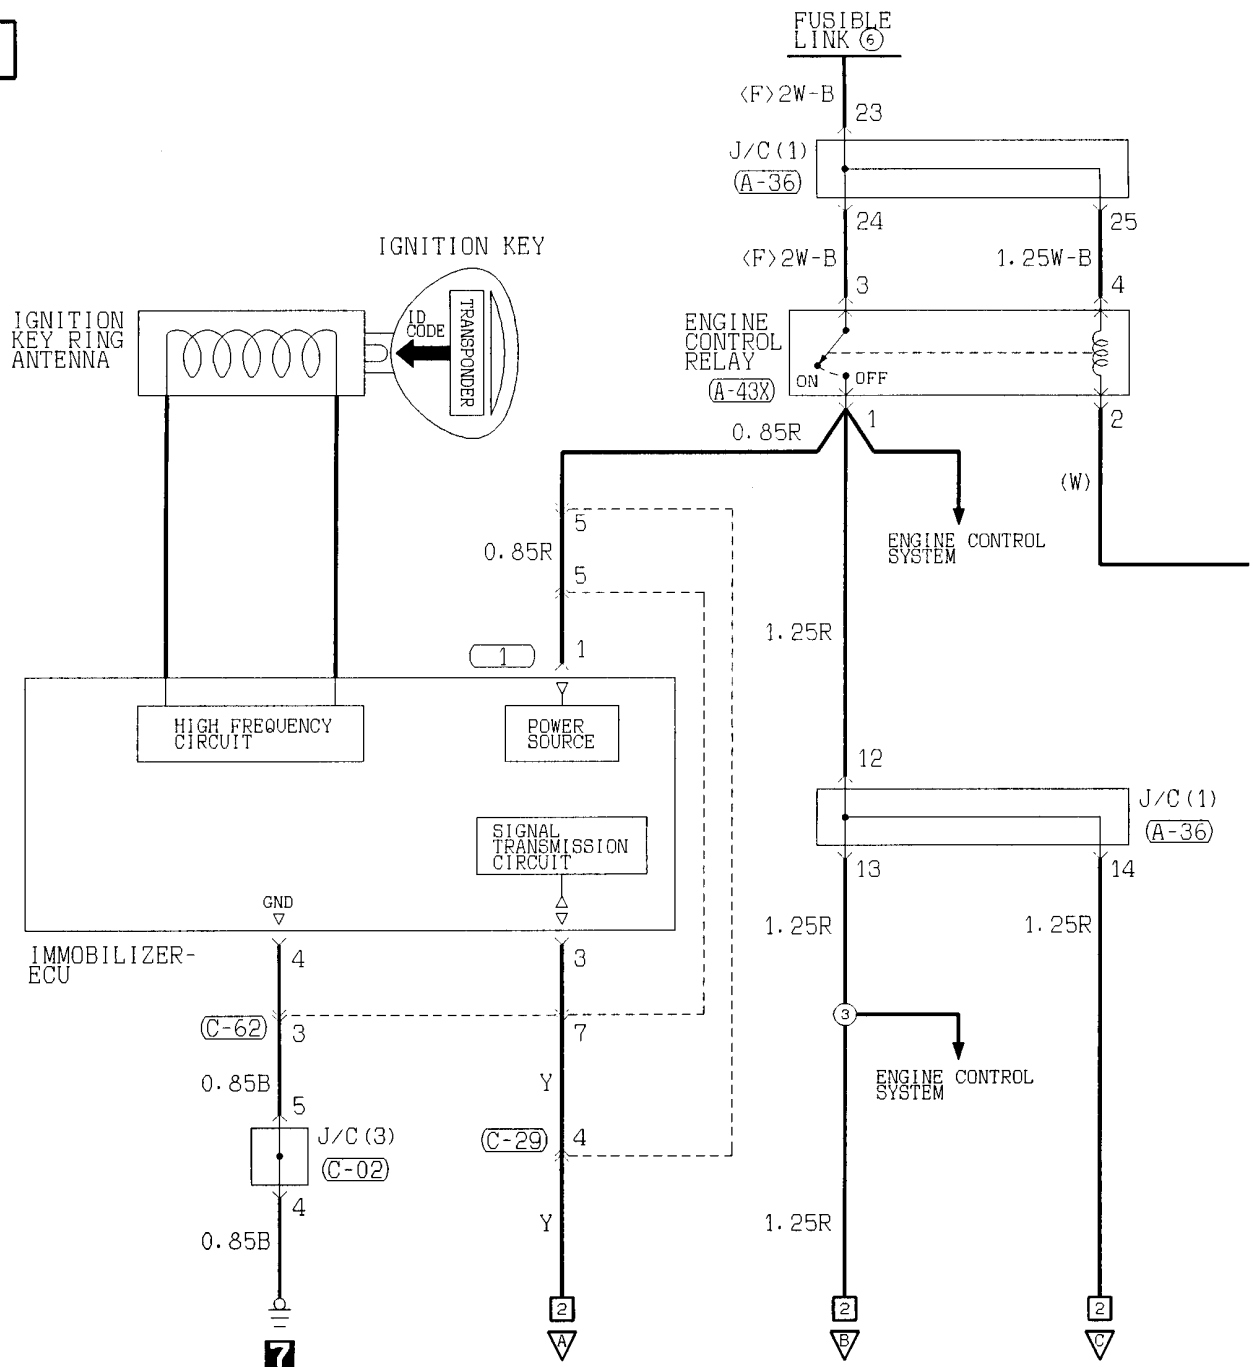 FUSIBLE
LINK 6
<F>2W-B
23
J/C(1)
A-36
24
25
<F>2W-B
1.25W-B
3
4
IGNITION KEY
IGNITION
KEY RING
ANTENNA
ID
CODE
TRANSPONDER
ENGINE
CONTROL
RELAY
A-43X
ON
OFF
1
2
0.85R
(W)
5
0.85R
5
ENGINE CONTROL
SYSTEM
1.25R
1
1
HIGH FREQUENCY
CIRCUIT
POWER
SOURCE
12
J/C(1)
A-36
SIGNAL
TRANSMISSION
CIRCUIT
13
14
GND
1.25R
1.25R
IMMOBILIZER-
ECU
4
3
C-62
3
7
3
0.85B
Y
ENGINE CONTROL
SYSTEM
5
J/C(3)
C-02
C-29
4
4
0.85B
Y
1.25R
2
2
2
7
A
B
C